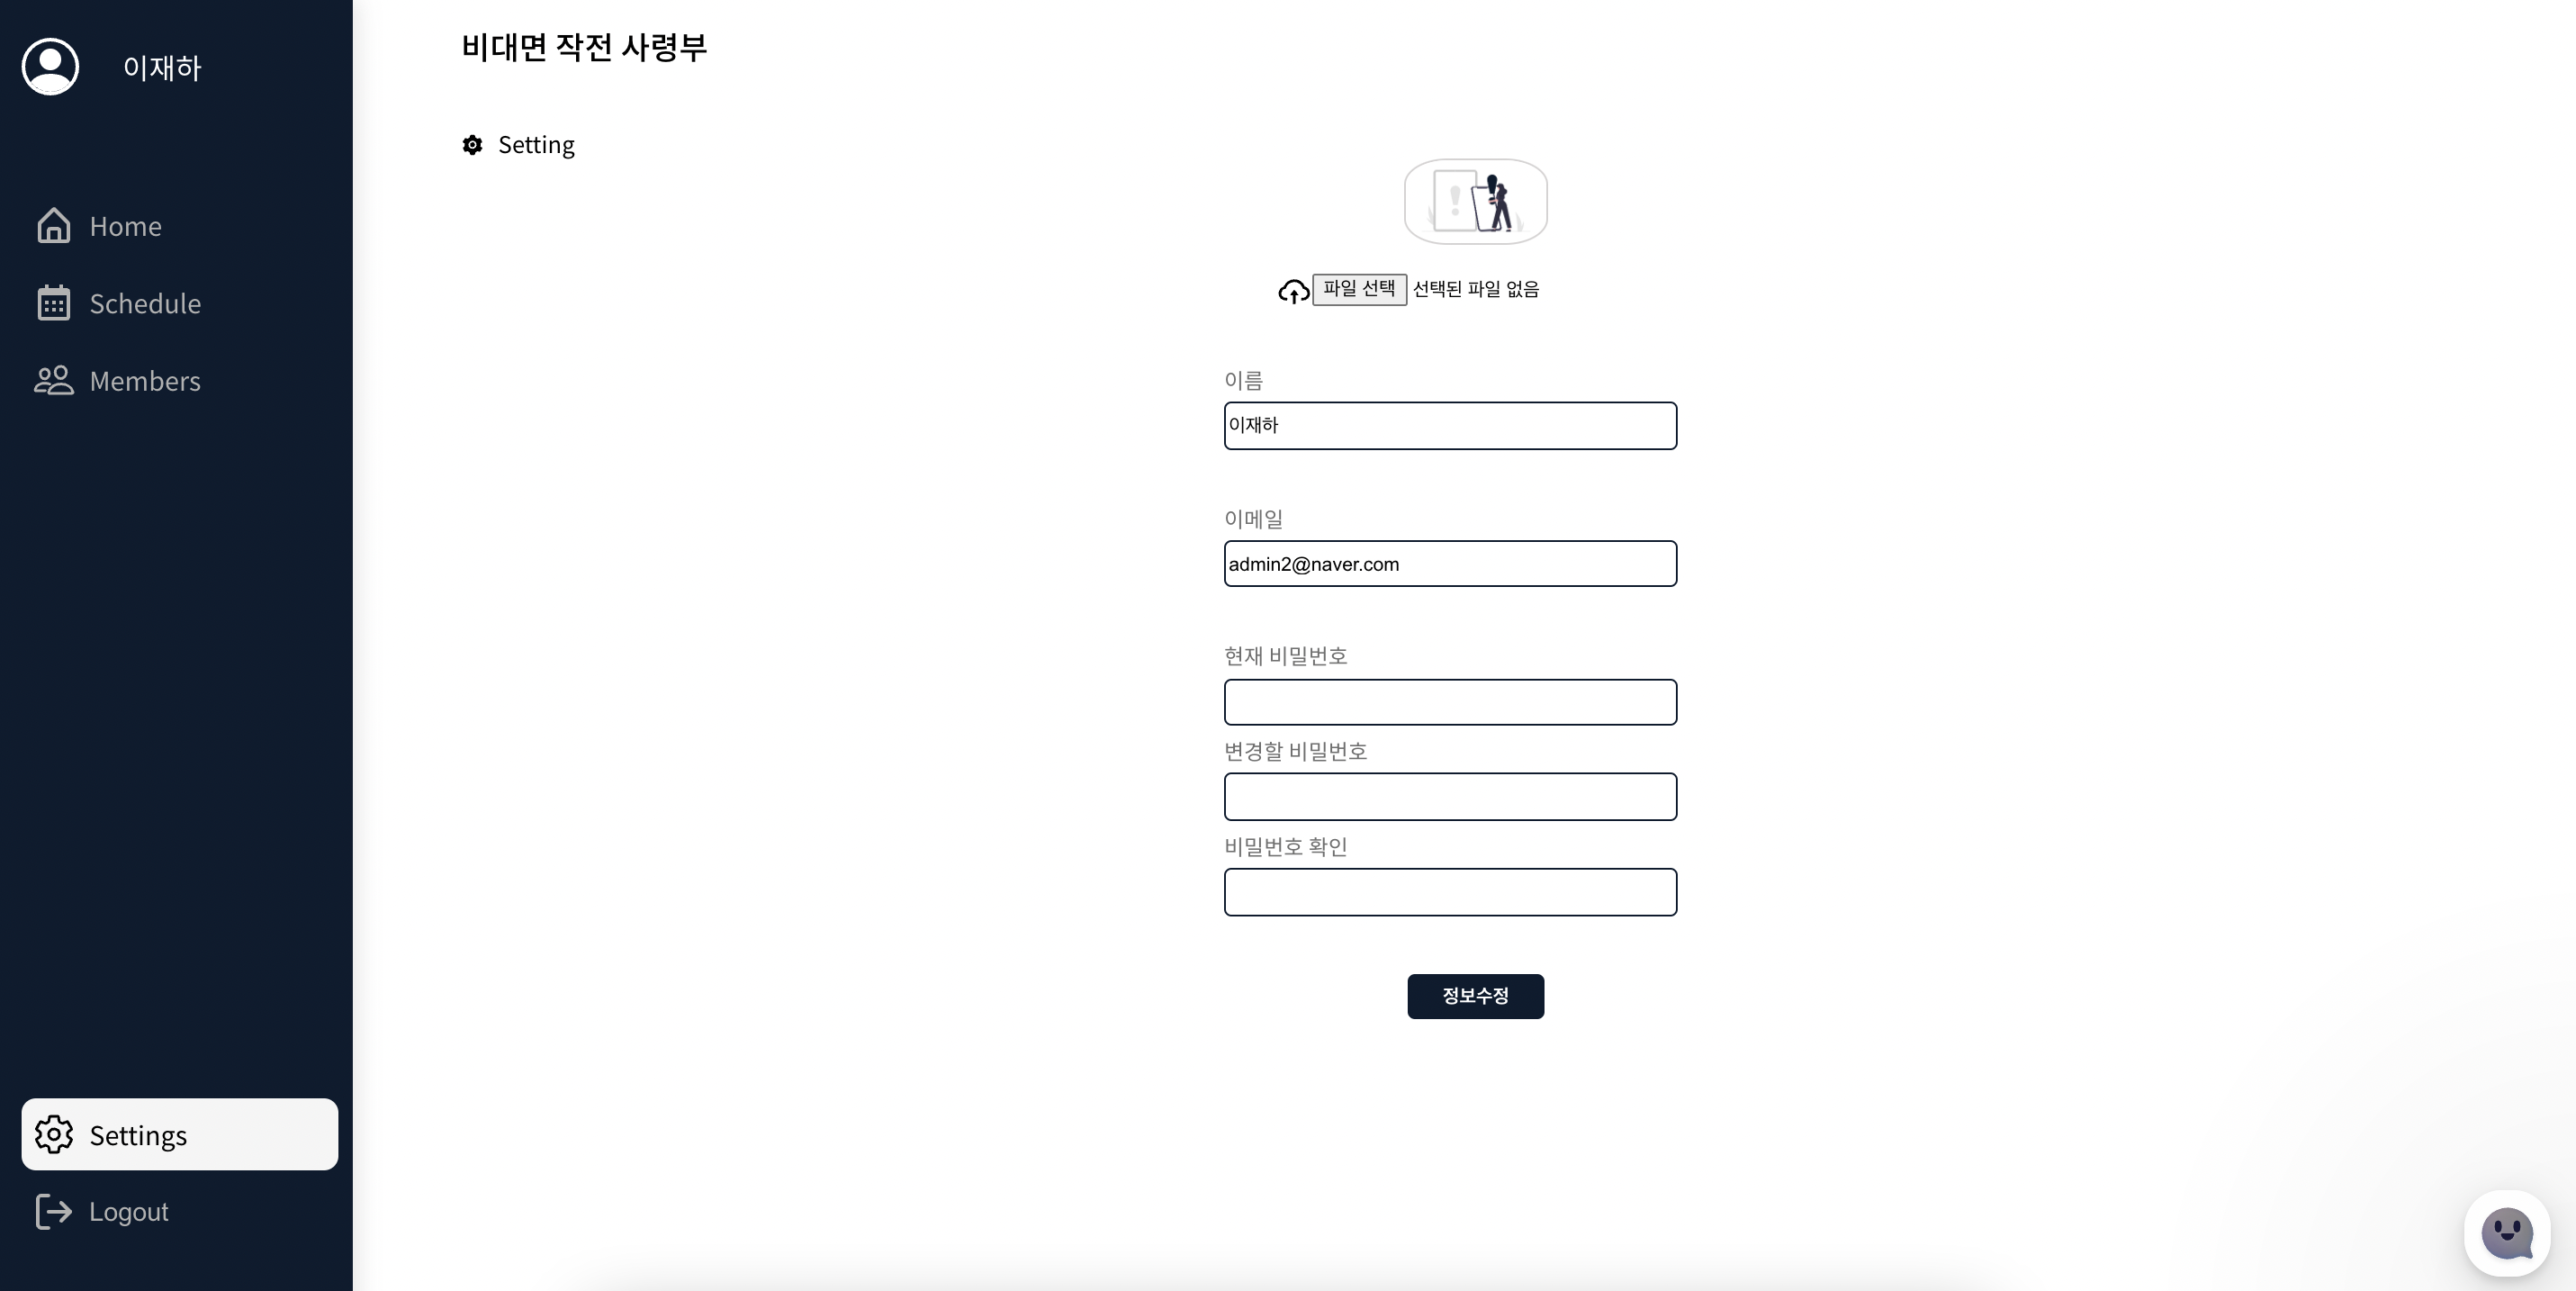 이재하
Home
Schedule
Members
Settings
Logout
비대면 작전 사령부
Setting
파일 선택 선택된 파일 없음
이름
이재하
이메일
admin2@naver.com
현재 비밀번호
변경할 비밀번호
비밀번호 확인
정보수정